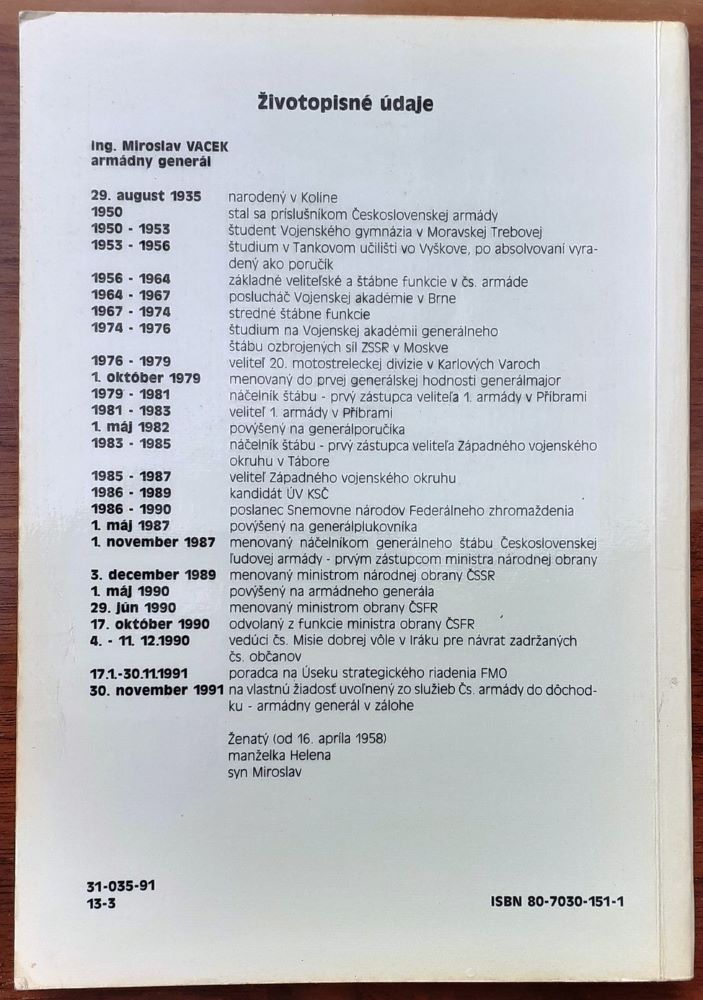 Životopisné údaje
Ing. Miroslav VACEK
armádny generál
29. august 1935 narodený v Kolíne
1950 stal sa príslušníkom Československej armády
1950 - 1953 študent Vojenského gymnázia v Moravskej Trebovej
1953 - 1956 študium v Tankovom učilišti vo Vyškove, po absolvovaní vyra-
dený ako poručík
1956 - 1964 základné veliteľské a štábne funkcie v čs. armáde
1964 - 1967 poslucháč Vojenskej akadémie v Brne
1967 - 1974 stredné štábne funkcie
1974 - 1976 študium na Vojenskej akadémii generálneho
štábu ozbrojených síl ZSSR v Moskve
1976 - 1979 veliteľ 20. motostreleckej divízie v Karlových Varoch
1. október 1979 menovaný do prvej generálskej hodnosti generálmajor
1979 - 1981 náčelník štábu - prvý zástupca veliteľa 1. armády v Příbrami
1981 - 1983 veliteľ 1. armády v Příbrami
1. máj 1982 povýšený na generálporučíka
1983 - 1985 náčelník štábu - prvý zástupca veliteľa Západného vojenského
okruhu v Tábore
1985 - 1987 veliteľ Západného vojenského okruhu
1986 - 1989 kandidát ÚV KSČ
1986 - 1990 poslanec Snemovne národov Federálneho zhromaždenia
1. máj 1987 povýšený na generálplukovníka
1. november 1987 menovaný náčelníkom generálneho štábu Československej
ľudovej armády - prvým zástupcom ministra národnej obrany
3. december 1989 menovaný ministrom národnej obrany ČSSR
1. máj 1990 povýšený na armádneho generála
29. jún 1990 menovaný ministrom obrany ČSFR
17. október 1990 odvolaný z funkcie ministra obrany ČSFR
4. - 11. 12.1990 vedúci čs. Misie dobrej vôle v Iráku pre návrat zadržaných
čs. občanov
17.1.-30.11.1991 poradca na Úseku strategického riadenia FMO
30. november 1991 na vlastnú žiadosť uvoľnený zo služieb Čs. armády do dôchod-
ku - armádny generál v zálohe
Ženatý (od 16. apríla 1958)
manželka Helena
syn Miroslav
31-035-91
13-3
ISBN 80-7030-151-1